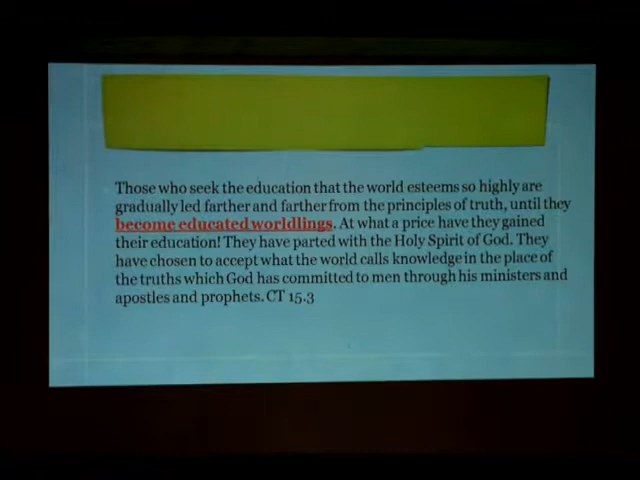 Those who seek the education that the world esteems so highly are
gradually led farther and farther from the principles of truth, until they
become educated worldlings. At what a price have they gained
their education! They have parted with the Holy Spirit of God. They
have chosen to accept what the world calls knowledge in the place of
the truths which God has committed to men through his ministers and
apostles and prophets. CT 15.3